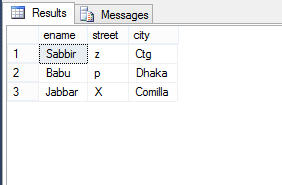 Results Messages
ename street city
1 Sabbir z Ctg
2 Babu p Dhaka
3 Jabbar X Comilla